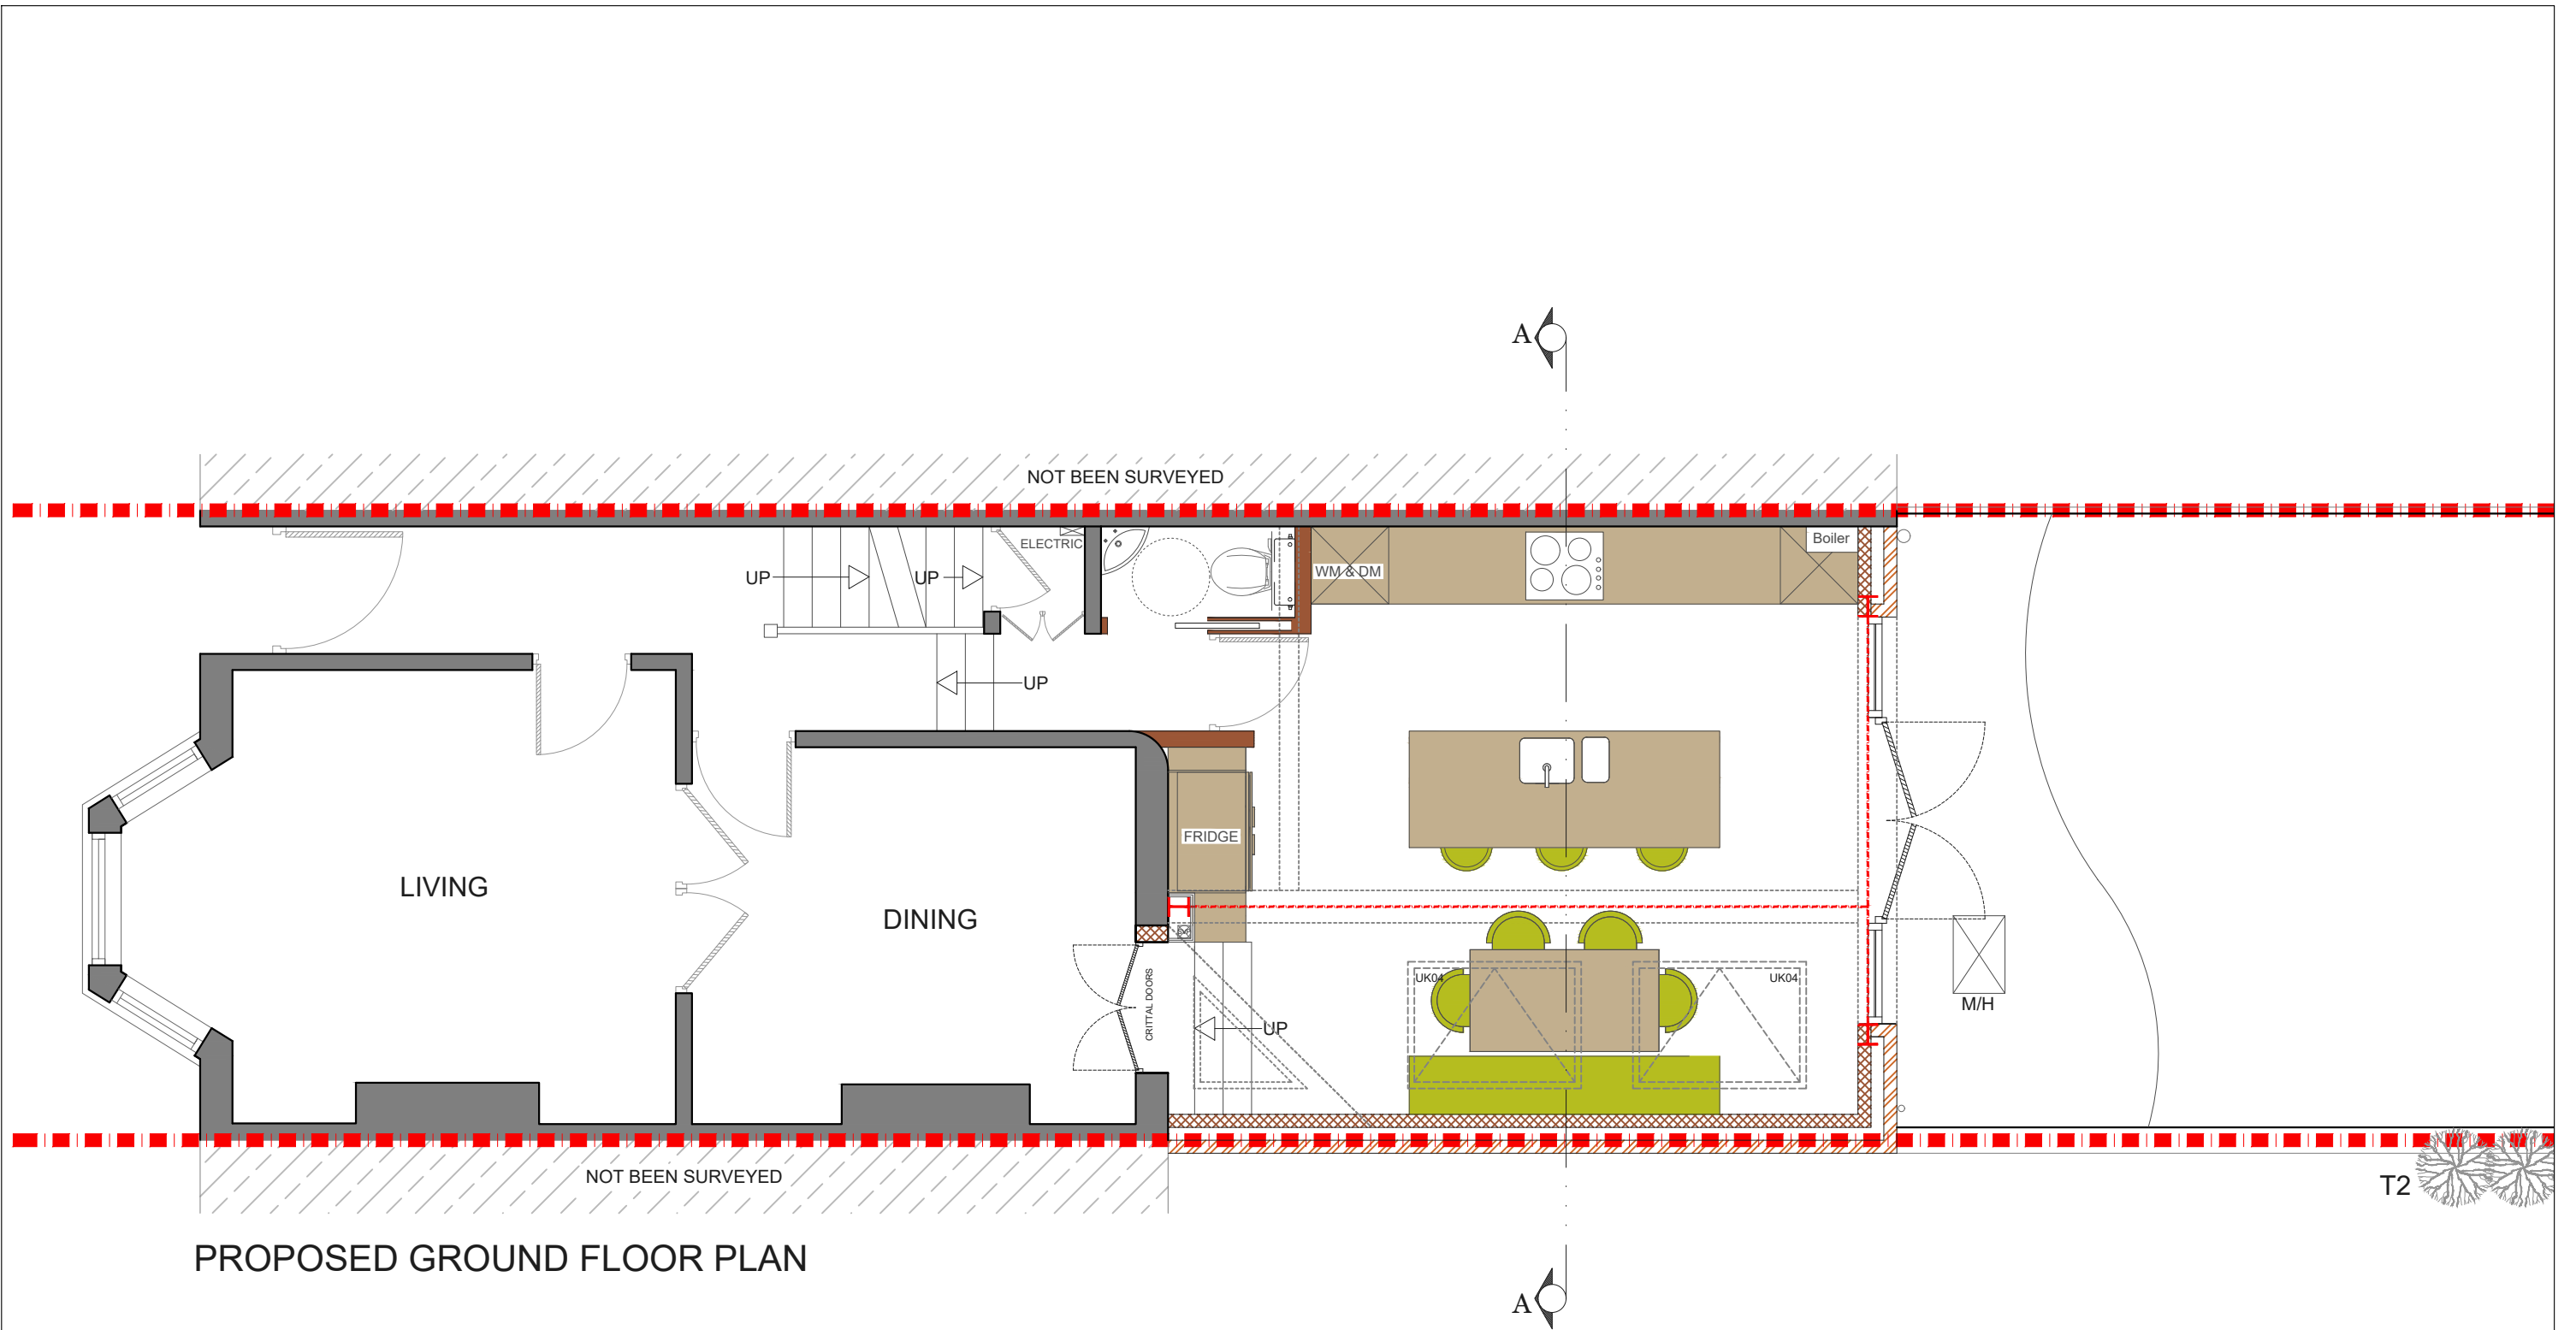 A
NOT BEEN SURVEYED
ELECTRIC
Boiler
UP
UP
WM & DM
UP
FRIDGE
LIVING
DINING
CRITTAL DOORS
UK04
UK04
M/H
UP
NOT BEEN SURVEYED
T2
PROPOSED GROUND FLOOR PLAN
A